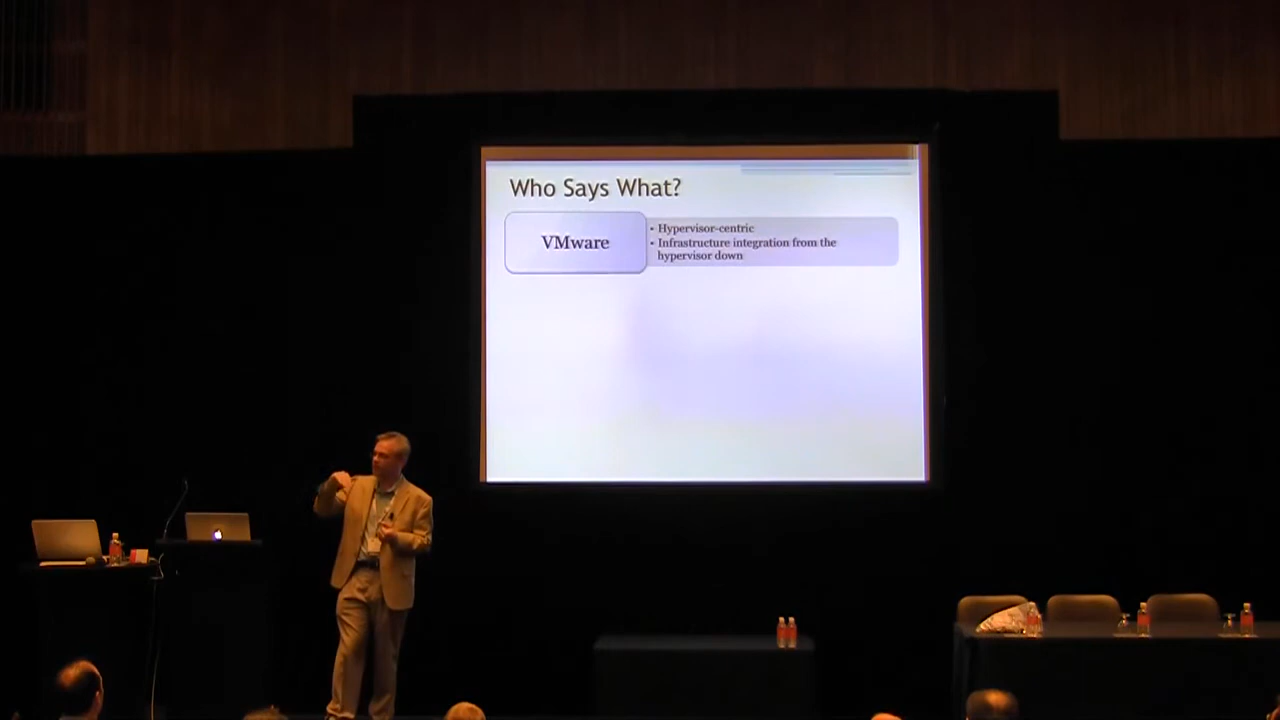 Who Says What?
VMware
• Hypervisor-centric
• Infrastructure integration from the
hypervisor down